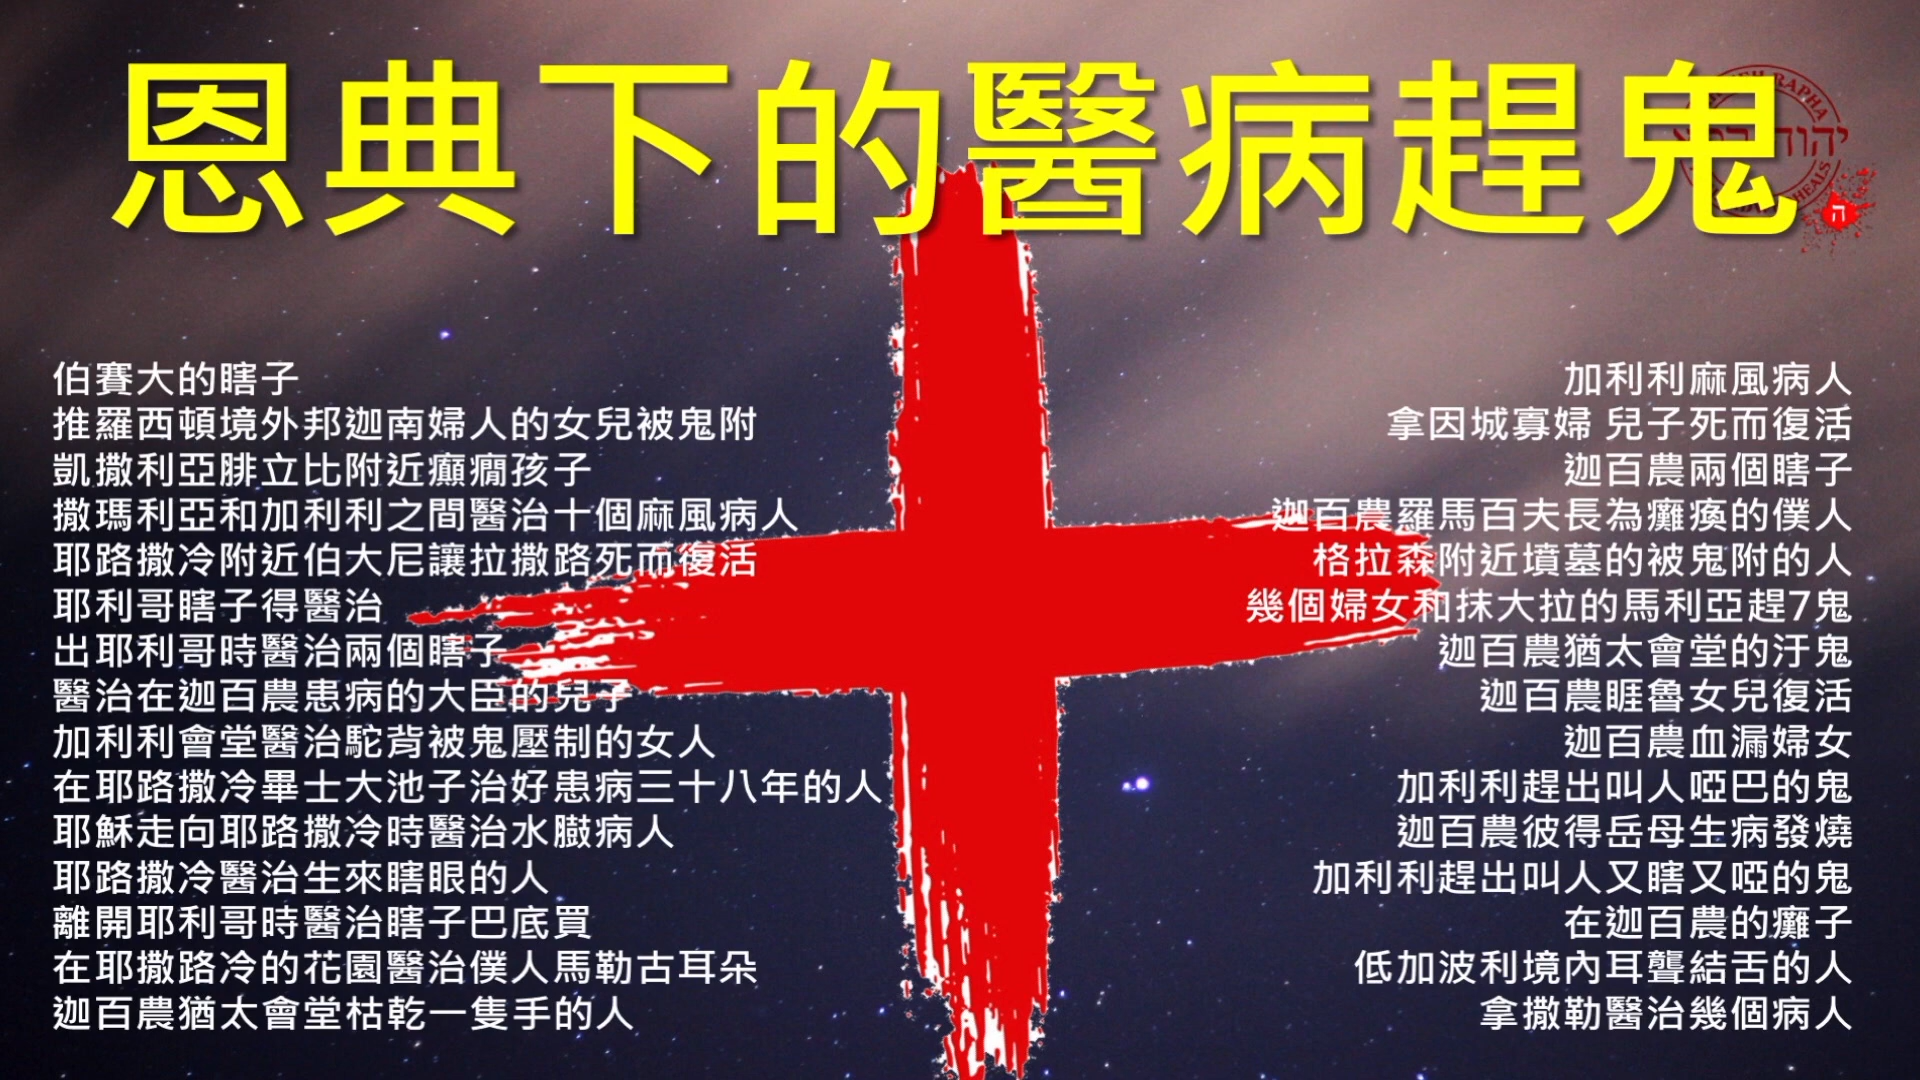 恩典下的醫病趕鬼
RAPHA
HEALS
ה
伯賽大的瞎子
推羅西頓境外邦迦南婦人的女兒被鬼附
凱撒利亞腓立比附近癲癇孩子
撒瑪利亞和加利利之間醫治十個麻風病人
耶路撒冷附近伯大尼讓拉撒路死而復活
耶利哥瞎子得醫治
出耶利哥時醫治兩個瞎子
醫治在迦百農患病的大臣的兒子
加利利會堂醫治駝背被鬼壓制的女人
在耶路撒冷畢士大池子治好患病三十八年的人
耶穌走向耶路撒冷時醫治水臌病人
耶路撒冷醫治生來瞎眼的人
離開耶利哥時醫治瞎子巴底買
在耶撒路冷的花園醫治僕人馬勒古耳朵
迦百農猶太會堂枯乾一隻手的人
加利利麻風病人
拿因城寡婦 兒子死而復活
迦百農兩個瞎子
迦百農羅馬百夫長為癱瘓的僕人
格拉森附近墳墓的被鬼附的人
幾個婦女和抹大拉的馬利亞趕7鬼
迦百農猶太會堂的汙鬼
迦百農睚魯女兒復活
迦百農血漏婦女
加利利趕出叫人啞巴的鬼
迦百農彼得岳母生病發燒
加利利趕出叫人又瞎又啞的鬼
在迦百農的癱子
低加波利境內耳聾結舌的人
拿撒勒醫治幾個病人